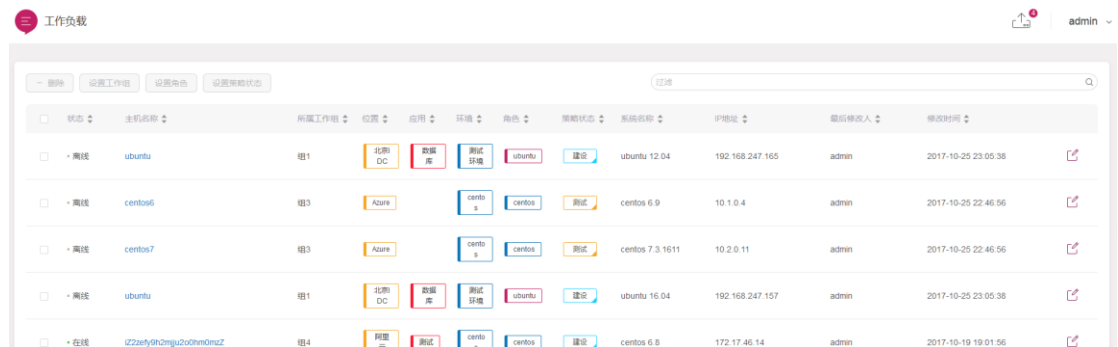 工作负载 4 admin
− 删除 设置工作组 设置角色 设置策略状态 过滤
状态 主机名称 所属工作组 位置 应用 环境 角色 策略状态 系统名称 IP地址 最后修改人 修改时间
离线 ubuntu 组1 北京IDC 数据库 测试环境 ubuntu 建设 ubuntu 12.04 192.168.247.165 admin 2017-10-25 23:05:38
离线 centos6 组3 Azure centos centos 测试 centos 6.9 10.1.0.4 admin 2017-10-25 22:46:56
离线 centos7 组3 Azure centos centos 测试 centos 7.3.1611 10.2.0.11 admin 2017-10-25 22:46:56
离线 ubuntu 组1 北京IDC 数据库 测试环境 ubuntu 建设 ubuntu 16.04 192.168.247.157 admin 2017-10-25 23:05:38
在线 iZ2zefy9h2mjju2o0hm0mzZ 组4 阿里 测试 cento centos 建设 centos 6.8 172.17.46.14 admin 2017-10-19 19:01:56